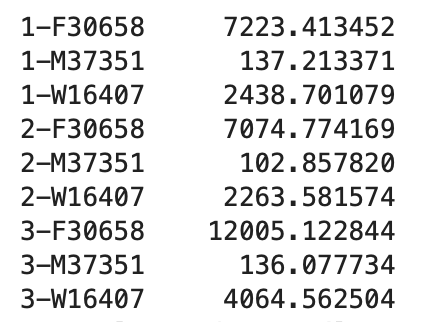 1-F30658 7223.413452
1-M37351 137.213371
1-W16407 2438.701079
2-F30658 7074.774169
2-M37351 102.857820
2-W16407 2263.581574
3-F30658 12005.122844
3-M37351 136.077734
3-W16407 4064.562504